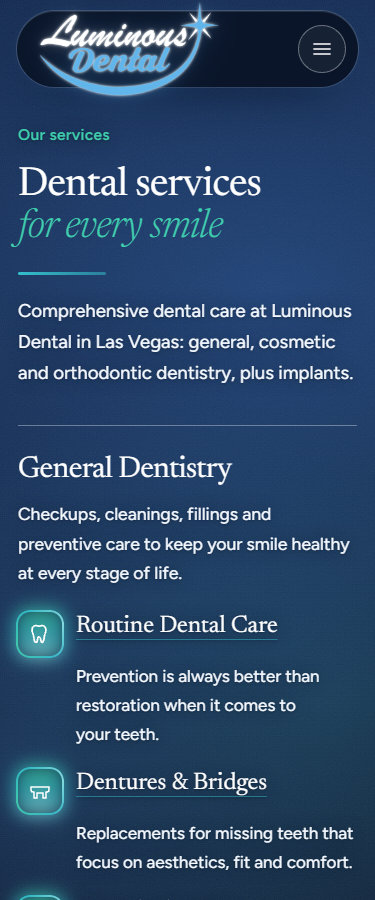 Luminous
Dental
Our services
Dental services
for every smile
Comprehensive dental care at Luminous
Dental in Las Vegas: general, cosmetic
and orthodontic dentistry, plus implants.
General Dentistry
Checkups, cleanings, fillings and
preventive care to keep your smile healthy
at every stage of life.
Routine Dental Care
Prevention is always better than
restoration when it comes to
your teeth.
Dentures & Bridges
Replacements for missing teeth that
focus on aesthetics, fit and comfort.